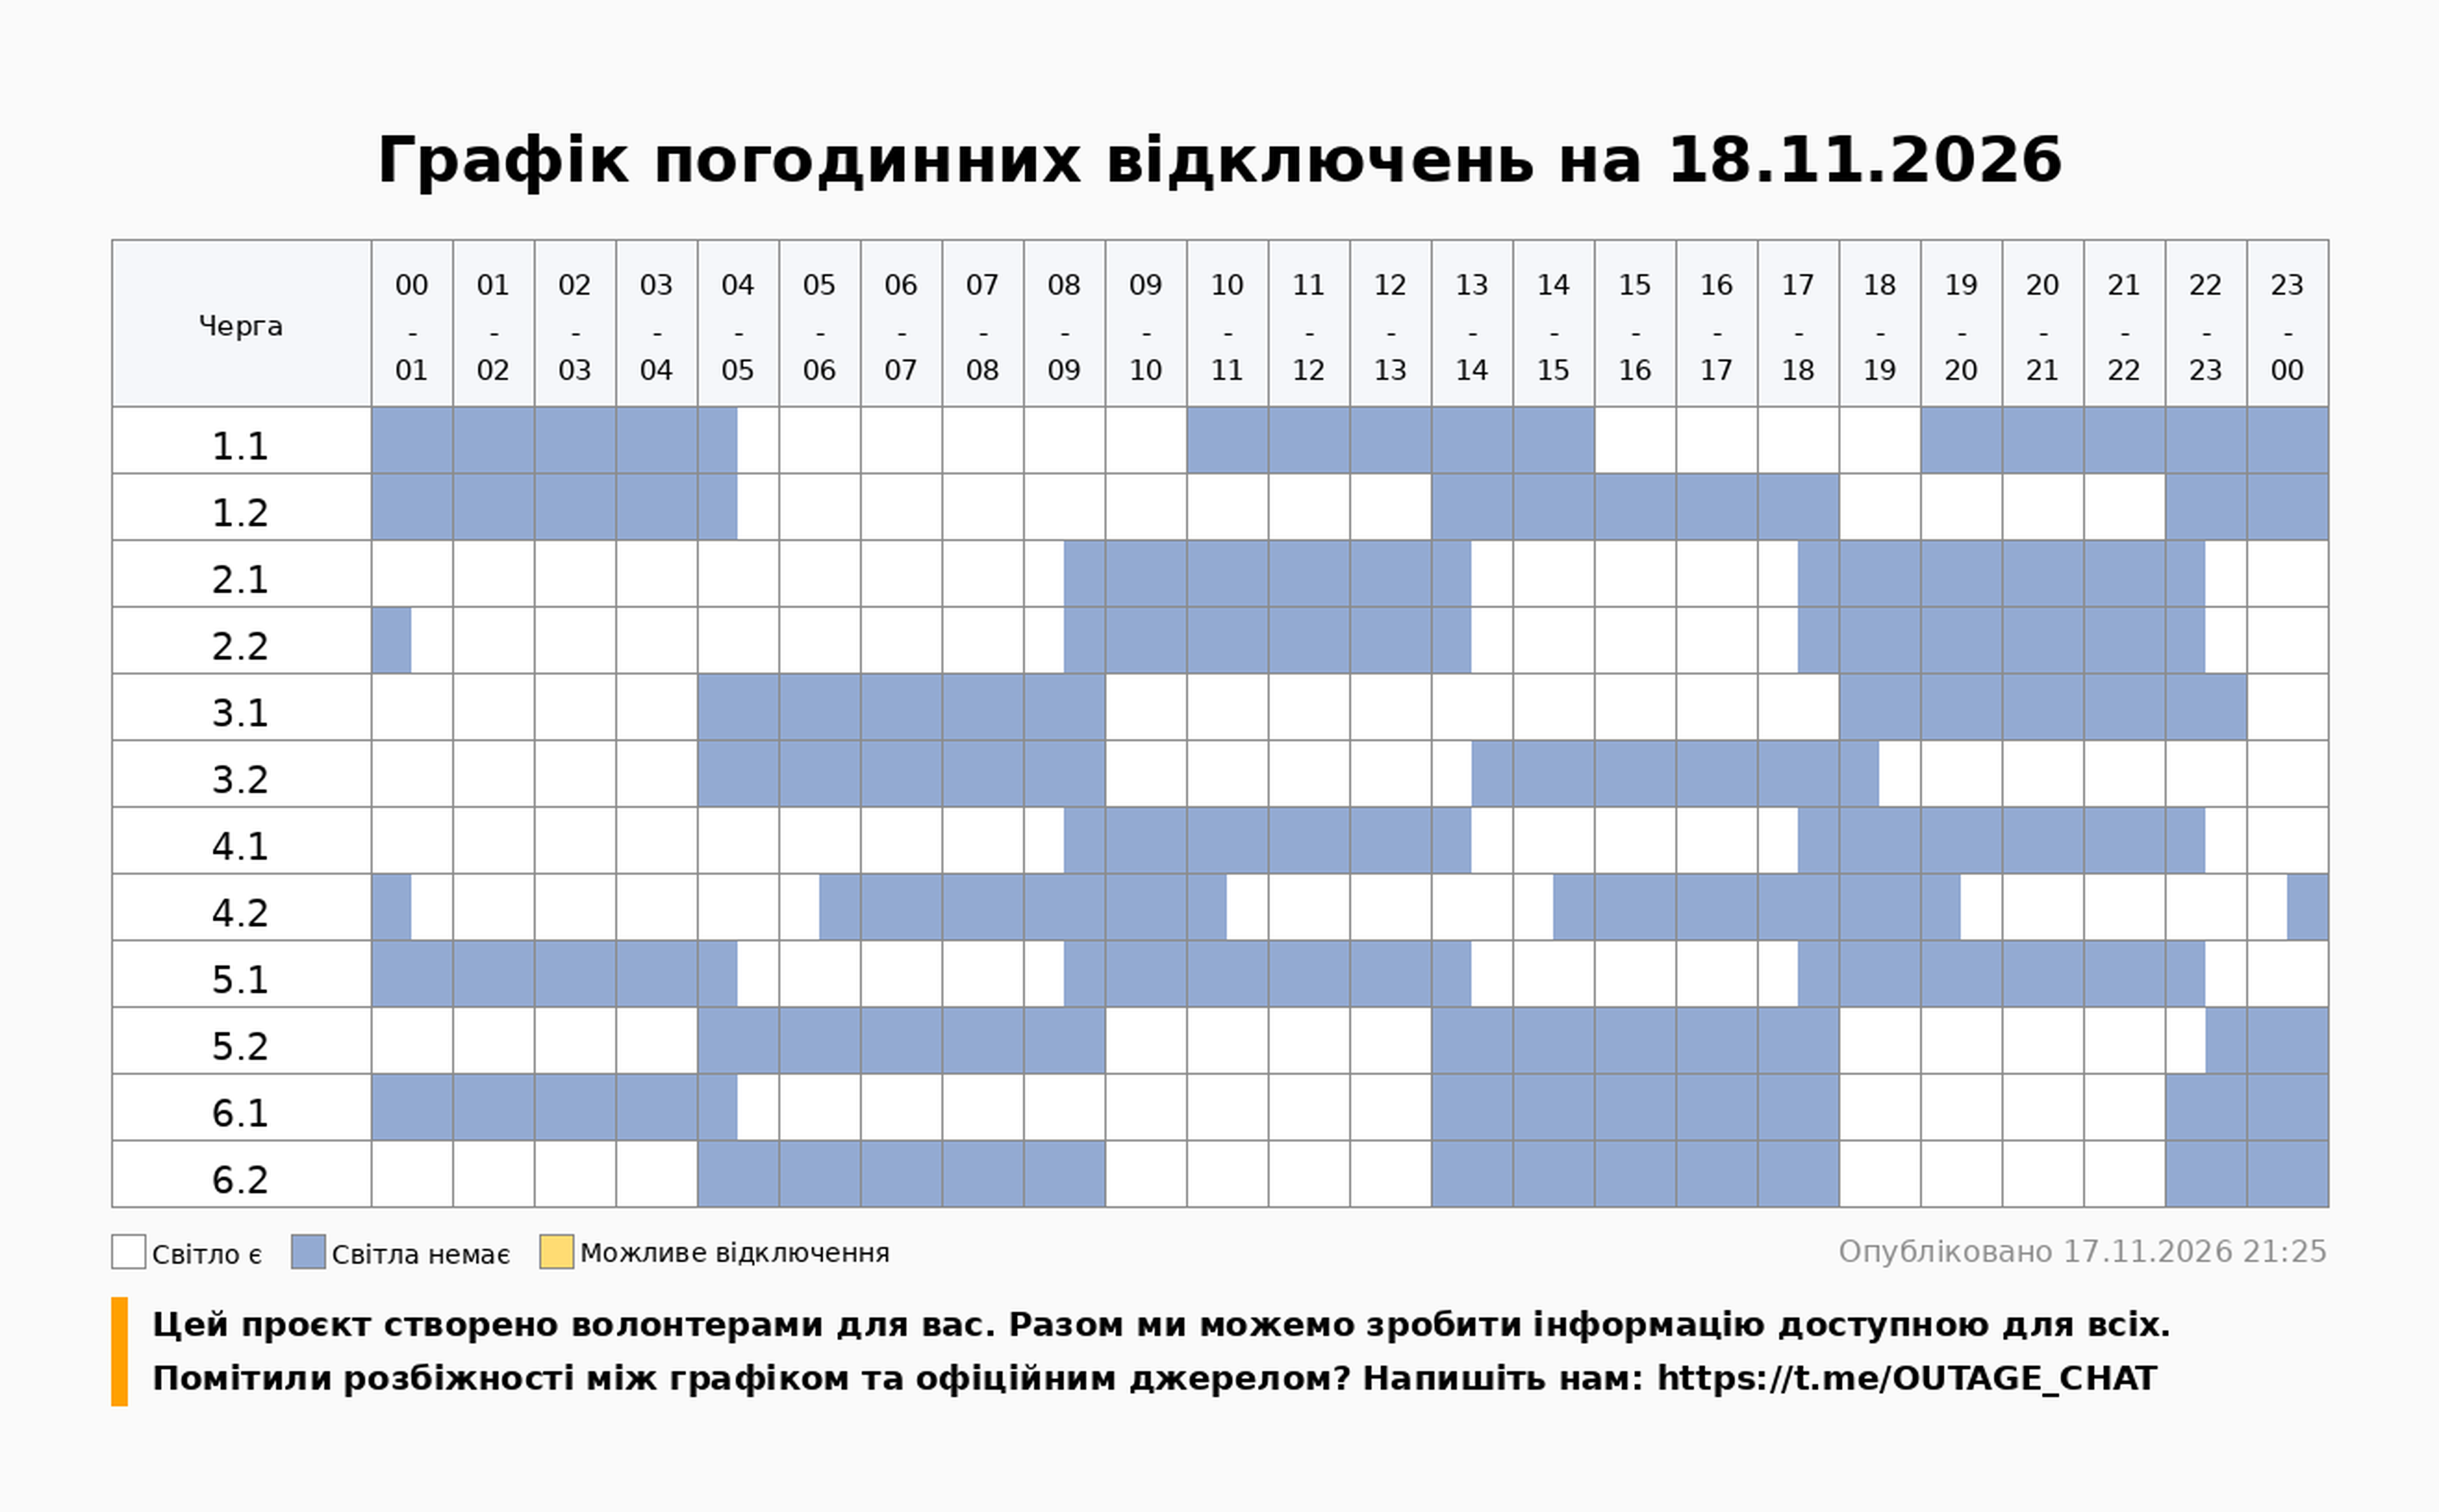 Графік погодинних відключень на 18.11.2026
Черга
00 - 01
01 - 02
02 - 03
03 - 04
04 - 05
05 - 06
06 - 07
07 - 08
08 - 09
09 - 10
10 - 11
11 - 12
12 - 13
13 - 14
14 - 15
15 - 16
16 - 17
17 - 18
18 - 19
19 - 20
20 - 21
21 - 22
22 - 23
23 - 00
1.1
1.2
2.1
2.2
3.1
3.2
4.1
4.2
5.1
5.2
6.1
6.2
Світло є
Світла немає
Можливе відключення
Опубліковано 17.11.2026 21:25
Цей проєкт створено волонтерами для вас. Разом ми можемо зробити інформацію доступною для всіх.
Помітили розбіжності між графіком та офіційним джерелом? Напишіть нам: https://t.me/OUTAGE_CHAT